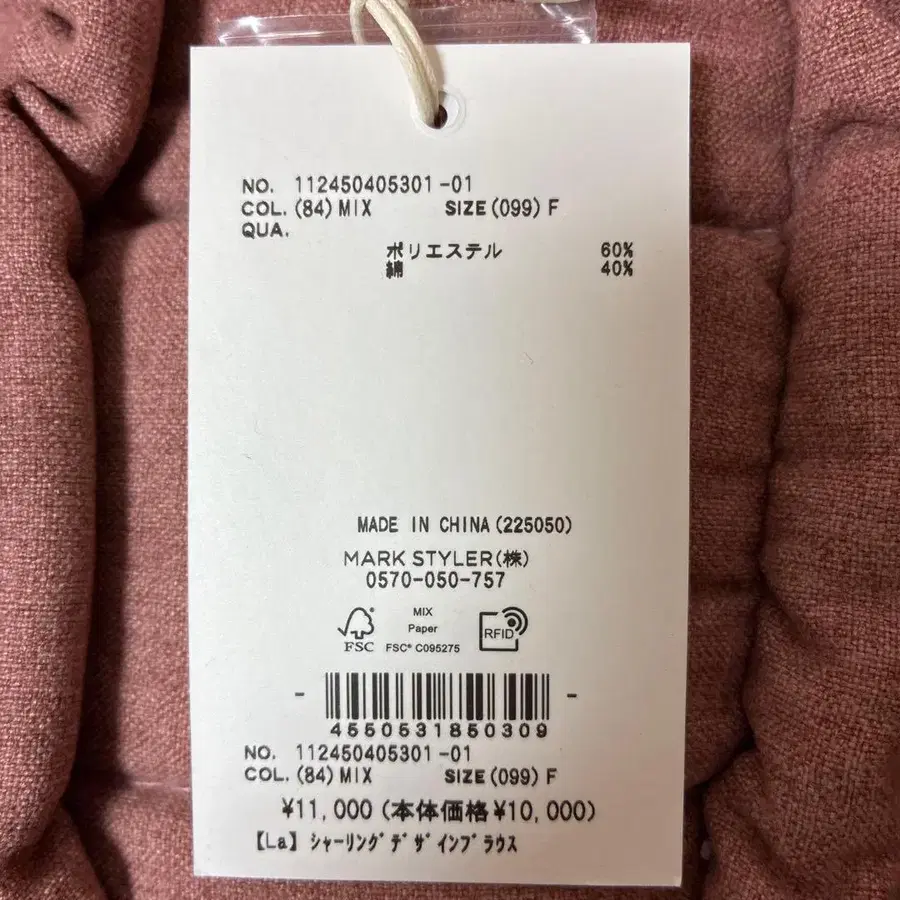 NO. 112450405301-01
COL. (84) MIX SIZE (099) F
QUA.
ポリエステル 60%
綿 40%
MADE IN CHINA (225050)
MARK STYLER(株)
0570-050-757
FSC
MIX
Paper
FSC® C095275
RFID
4550531850309
NO. 112450405301-01
COL. (84) MIX SIZE (099) F
¥11,000 (本体価格¥10,000)
【La】ｼｬｰﾘﾝｸﾞﾃﾞｻﾞｲﾝﾌﾞﾗｳｽ